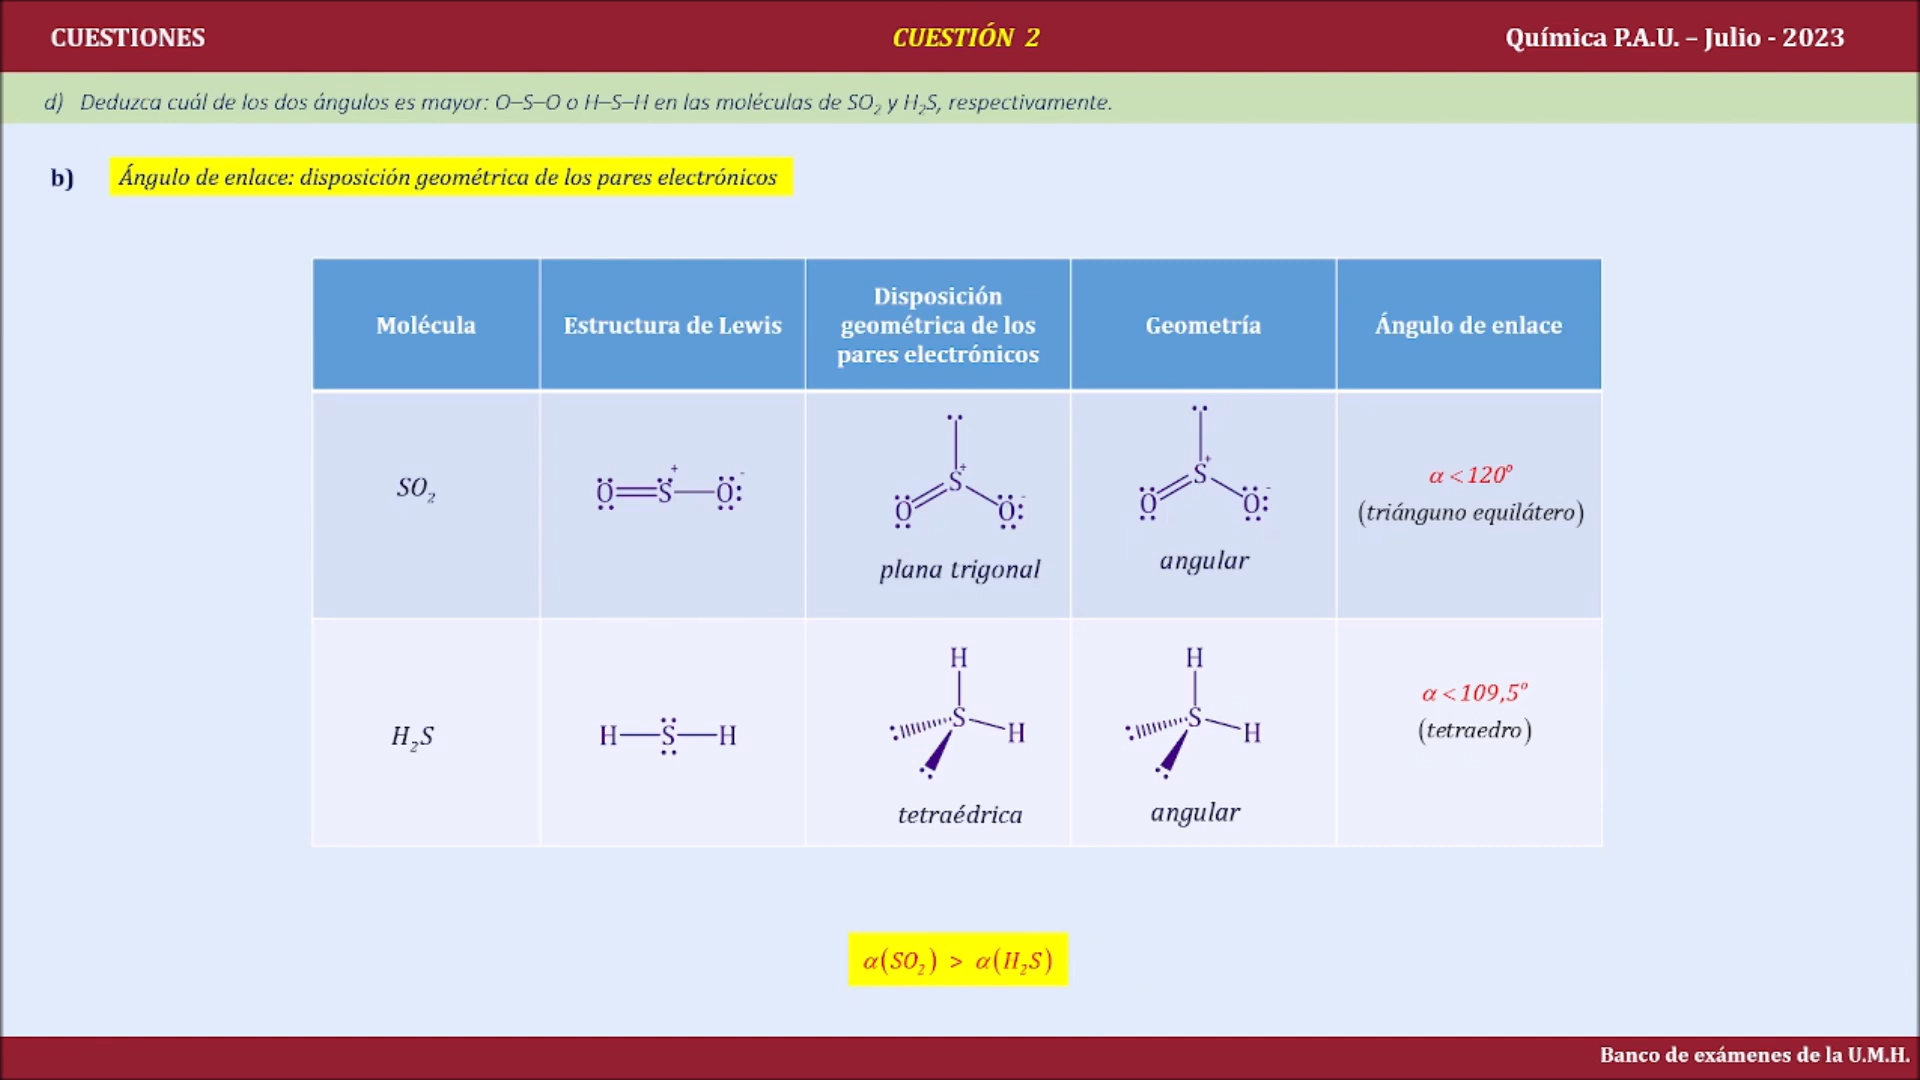 CUESTIONES
CUESTIÓN 2
Química P.A.U. – Julio - 2023
d) Deduzca cuál de los dos ángulos es mayor: O–S–O o H–S–H en las moléculas de SO₂ y H₂S, respectivamente.
b) Ángulo de enlace: disposición geométrica de los pares electrónicos
Molécula
Estructura de Lewis
Disposición
geométrica de los
pares electrónicos
Geometría
Ángulo de enlace
SO₂
O=S⁺—O⁻
S⁺
O O⁻
plana trigonal
S⁺
O O⁻
angular
α < 120º
(triánguno equilátero)
H₂S
H—S—H
H
S
H
tetraédrica
H
S
H
angular
α < 109,5º
(tetraedro)
α(SO₂) > α(H₂S)
Banco de exámenes de la U.M.H.